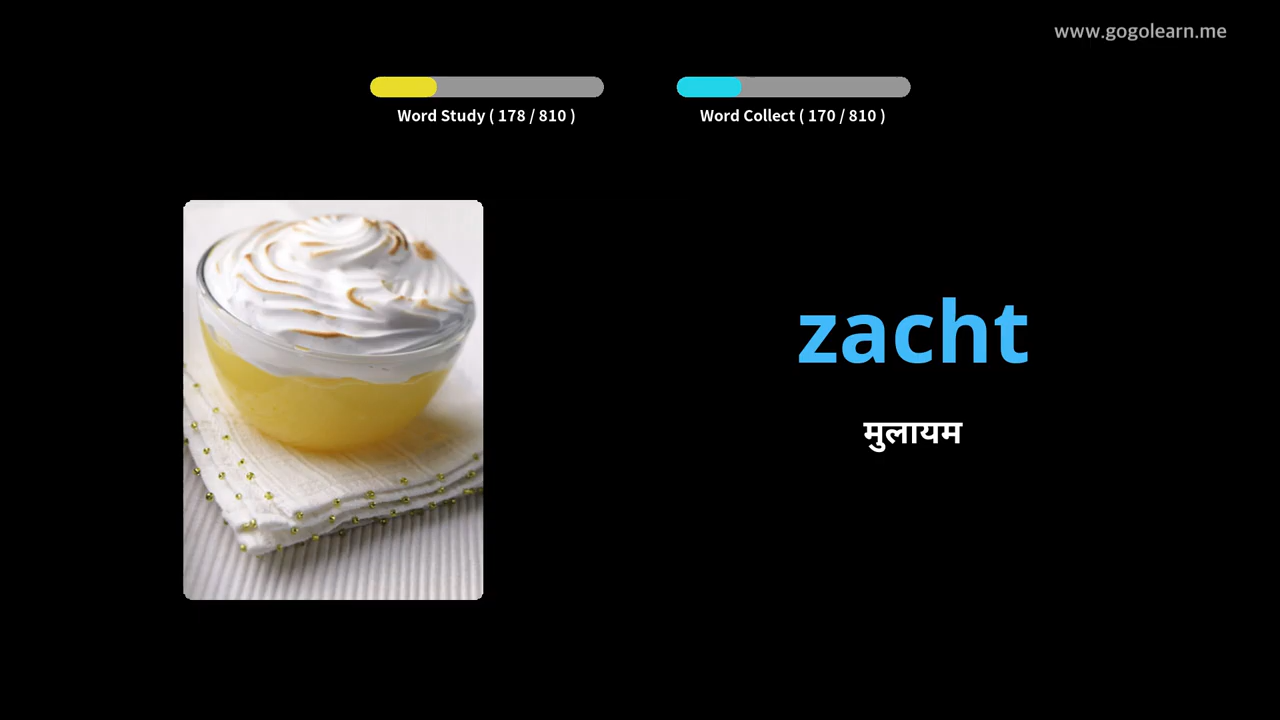 www.gogolearn.me
Word Study ( 178 / 810 )
Word Collect ( 170 / 810 )
zacht
मुलायम